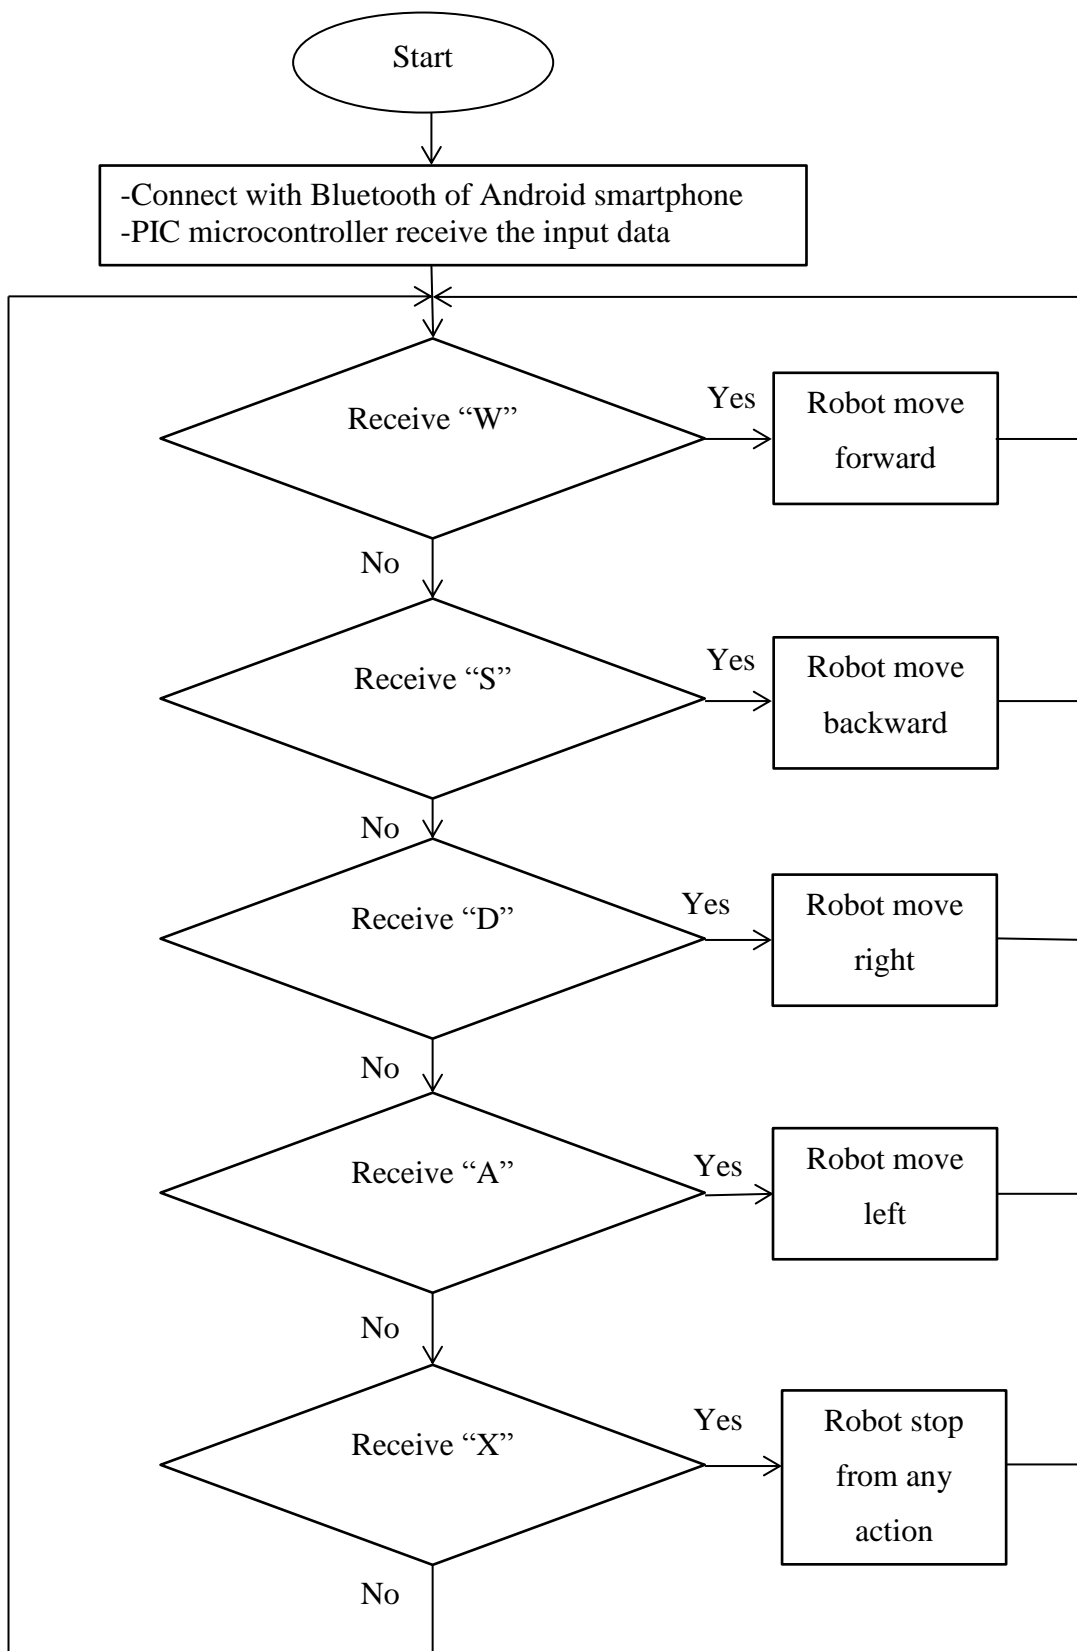 Start
-Connect with Bluetooth of Android smartphone
-PIC microcontroller receive the input data
Receive “W”
Yes
Robot move
forward
No
Receive “S”
Yes
Robot move
backward
No
Receive “D”
Yes
Robot move
right
No
Receive “A”
Yes
Robot move
left
No
Receive “X”
Yes
Robot stop
from any
action
No